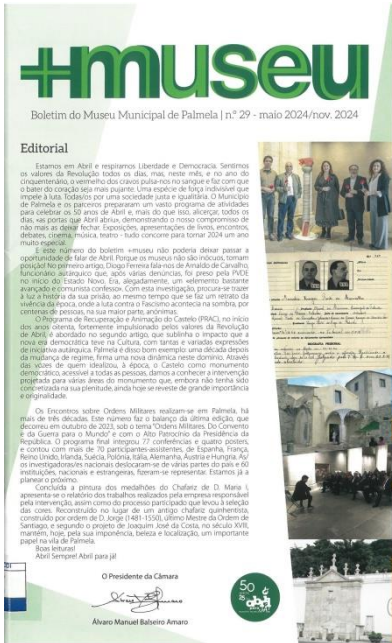 +museu
Boletim do Museu Municipal de Palmela | n.º 29 - maio 2024/nov. 2024
Editorial
Estamos em Abril e respiramos Liberdade e Democracia. Sentimos
os valores da Revolução todos os dias, mas, neste mês, e no ano do
cinquentenário, o vermelho dos cravos pulsa-nos no sangue e faz com que
o bater do coração seja mais pujante. Uma espécie de força indivisível que
impele à luta. Todas/os por uma sociedade justa e igualitária. O Município
de Palmela e os parceiros prepararam um vasto programa de atividades
para celebrar os 50 anos de Abril e, mais do que isso, alicerçar, todos os
dias, «as portas que Abril abriu», demonstrando o nosso compromisso de
não mais as deixar fechar. Exposições, apresentações de livros, encontros,
debates, cinema, música, teatro - tudo concorre para tornar 2024 um ano
muito especial.
E este número do boletim +museu não poderia deixar passar a
oportunidade de falar de Abril. Porque os museus não são inócuos, tomam
posição! No primeiro artigo, Diogo Ferreira fala-nos de Arnaldo de Carvalho,
funcionário autárquico que, após várias denúncias, foi preso pela PVDE
no início do Estado Novo. Era, alegadamente, um «elemento bastante
avançado e comunista confesso». Com a investigação, procura-se trazer
à luz a história da sua prisão, ao mesmo tempo que se faz um retrato da
vivência da época, onde a luta contra o Fascismo acontecia na sombra, por
centenas de pessoas, na sua maior parte, anónimas.
O Programa de Recuperação e Animação do Castelo (PRAC), no início
dos anos oitenta, fortemente impulsionado pelos valores da Revolução
de Abril, é abordado no segundo artigo, que sublinha o impacto que a
nova era democrática teve na Cultura, com tantas e variadas expressões
de iniciativa autárquica. Palmela é disso bom exemplo: uma década depois
da mudança de regime, firma uma nova dinâmica neste domínio. Através
das vozes de quem idealizou, à época, o Castelo como monumento
democrático, acessível a todas as pessoas, damos a conhecer a intervenção
projetada para várias áreas do monumento que, embora não tenha sido
concretizada na sua plenitude, ainda hoje se reveste de grande importância
e originalidade.
Os Encontros sobre Ordens Militares realizam-se em Palmela, há
mais de três décadas. Este número faz o balanço da última edição, que
decorreu em outubro de 2023, sob o tema "Ordens Militares. Do Convento
e da Guerra para o Mundo" e com o Alto Patrocínio da Presidência da
República. O programa final integrou 77 conferências e quatro posters,
e contou com mais de 70 participantes-assistentes, de Espanha, França,
Reino Unido, Irlanda, Suécia, Polónia, Itália, Alemanha, Áustria e Hungria. As/
os investigadoras/es nacionais deslocaram-se de várias partes do país e 60
instituições, nacionais e estrangeiras, fizeram-se representar. Estamos já a
planear o próximo.
Concluída a pintura dos medalhões do Chafariz de D. Maria I,
apresenta-se o relatório dos trabalhos realizados pela empresa responsável
pela intervenção, assim como do processo participado que levou à seleção
das cores. Reconstruído no lugar de um antigo chafariz quinhentista,
construído por ordem de D. Jorge (1481-1550), último Mestre da Ordem de
Santiago, e segundo o projeto de Joaquim José da Costa, no século XVIII,
mantém, hoje, pela sua imponência, beleza e localização, um importante
papel na vila de Palmela.
Boas leituras!
Abril Sempre! Abril para já!
O Presidente da Câmara
Álvaro Manuel Balseiro Amaro
50